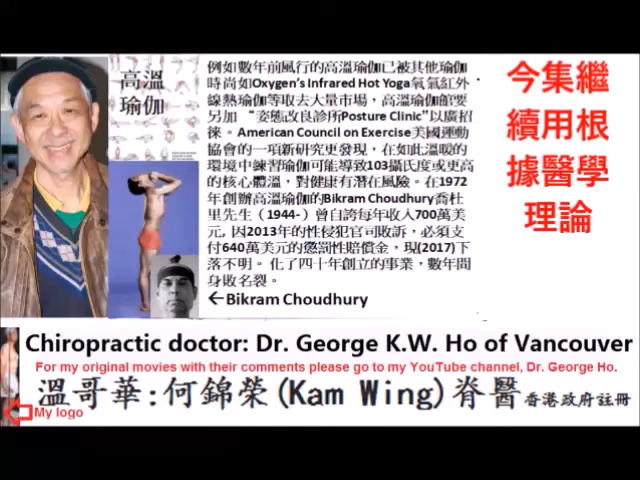 高溫
瑜伽
例如數年前風行的高溫瑜伽已被其他瑜伽
時尚如Oxygen's Infrared Hot Yoga氧氣紅外
線熱瑜伽等取去大量市場，高溫瑜伽館要
另加 “姿態改良診所Posture Clinic”以廣招
徠。American Council on Exercise美國運動
協會的一項新研究更發現，在如此溫暖的
環境中練習瑜伽可能導致103攝氏度或更高
的核心體溫，對健康有潛在風險。在1972
年創辦高溫瑜伽的Bikram Choudhury喬杜
里先生（1944-）曾自誇每年收入700萬美
元, 因2013年的性侵犯官司敗訴，必須支
付640萬美元的懲罰性賠償金，現(2017)下
落不明。化了四十年創立的事業，數年間
身敗名裂。
←Bikram Choudhury
今集繼
續用根
據醫學
理論
Chiropractic doctor: Dr. George K.W. Ho of Vancouver
For my original movies with their comments please go to my YouTube channel, Dr. George Ho.
溫哥華:何錦榮(Kam Wing)脊醫香港政府註冊
My logo